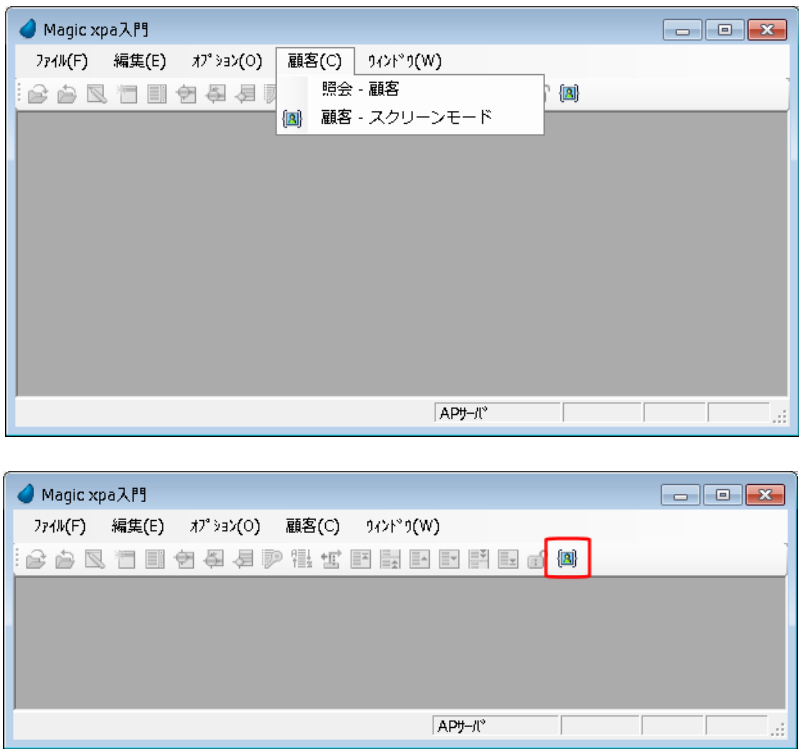 Magic xpa入門
ﾌｧｲﾙ(F) 編集(E) ｵﾌﾟｼｮﾝ(O) 顧客(C) ｳｨﾝﾄﾞｳ(W)
照会 - 顧客
顧客 - スクリーンモード
APｻｰﾊﾞ
Magic xpa入門
ﾌｧｲﾙ(F) 編集(E) ｵﾌﾟｼｮﾝ(O) 顧客(C) ｳｨﾝﾄﾞｳ(W)
APｻｰﾊﾞ